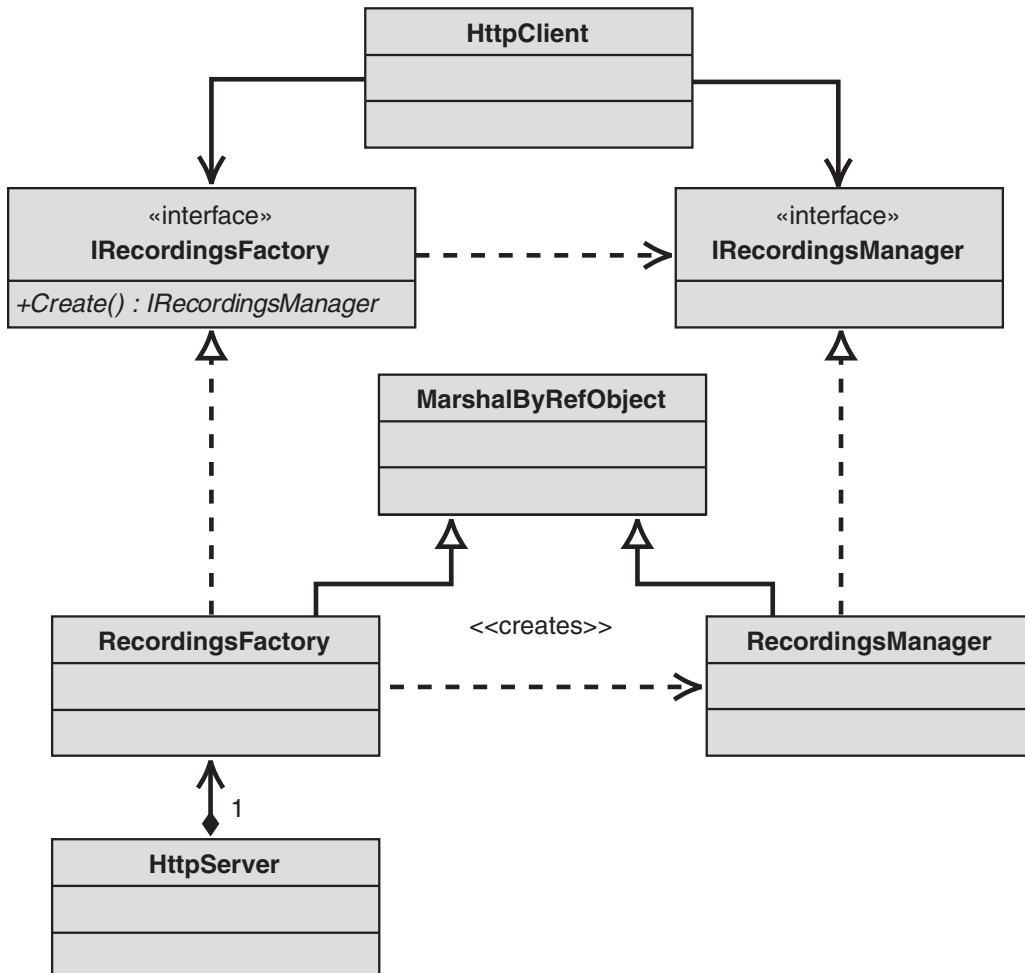 HttpClient
«interface»
IRecordingsFactory
+Create() : IRecordingsManager
«interface»
IRecordingsManager
MarshalByRefObject
RecordingsFactory
<<creates>>
RecordingsManager
1
HttpServer